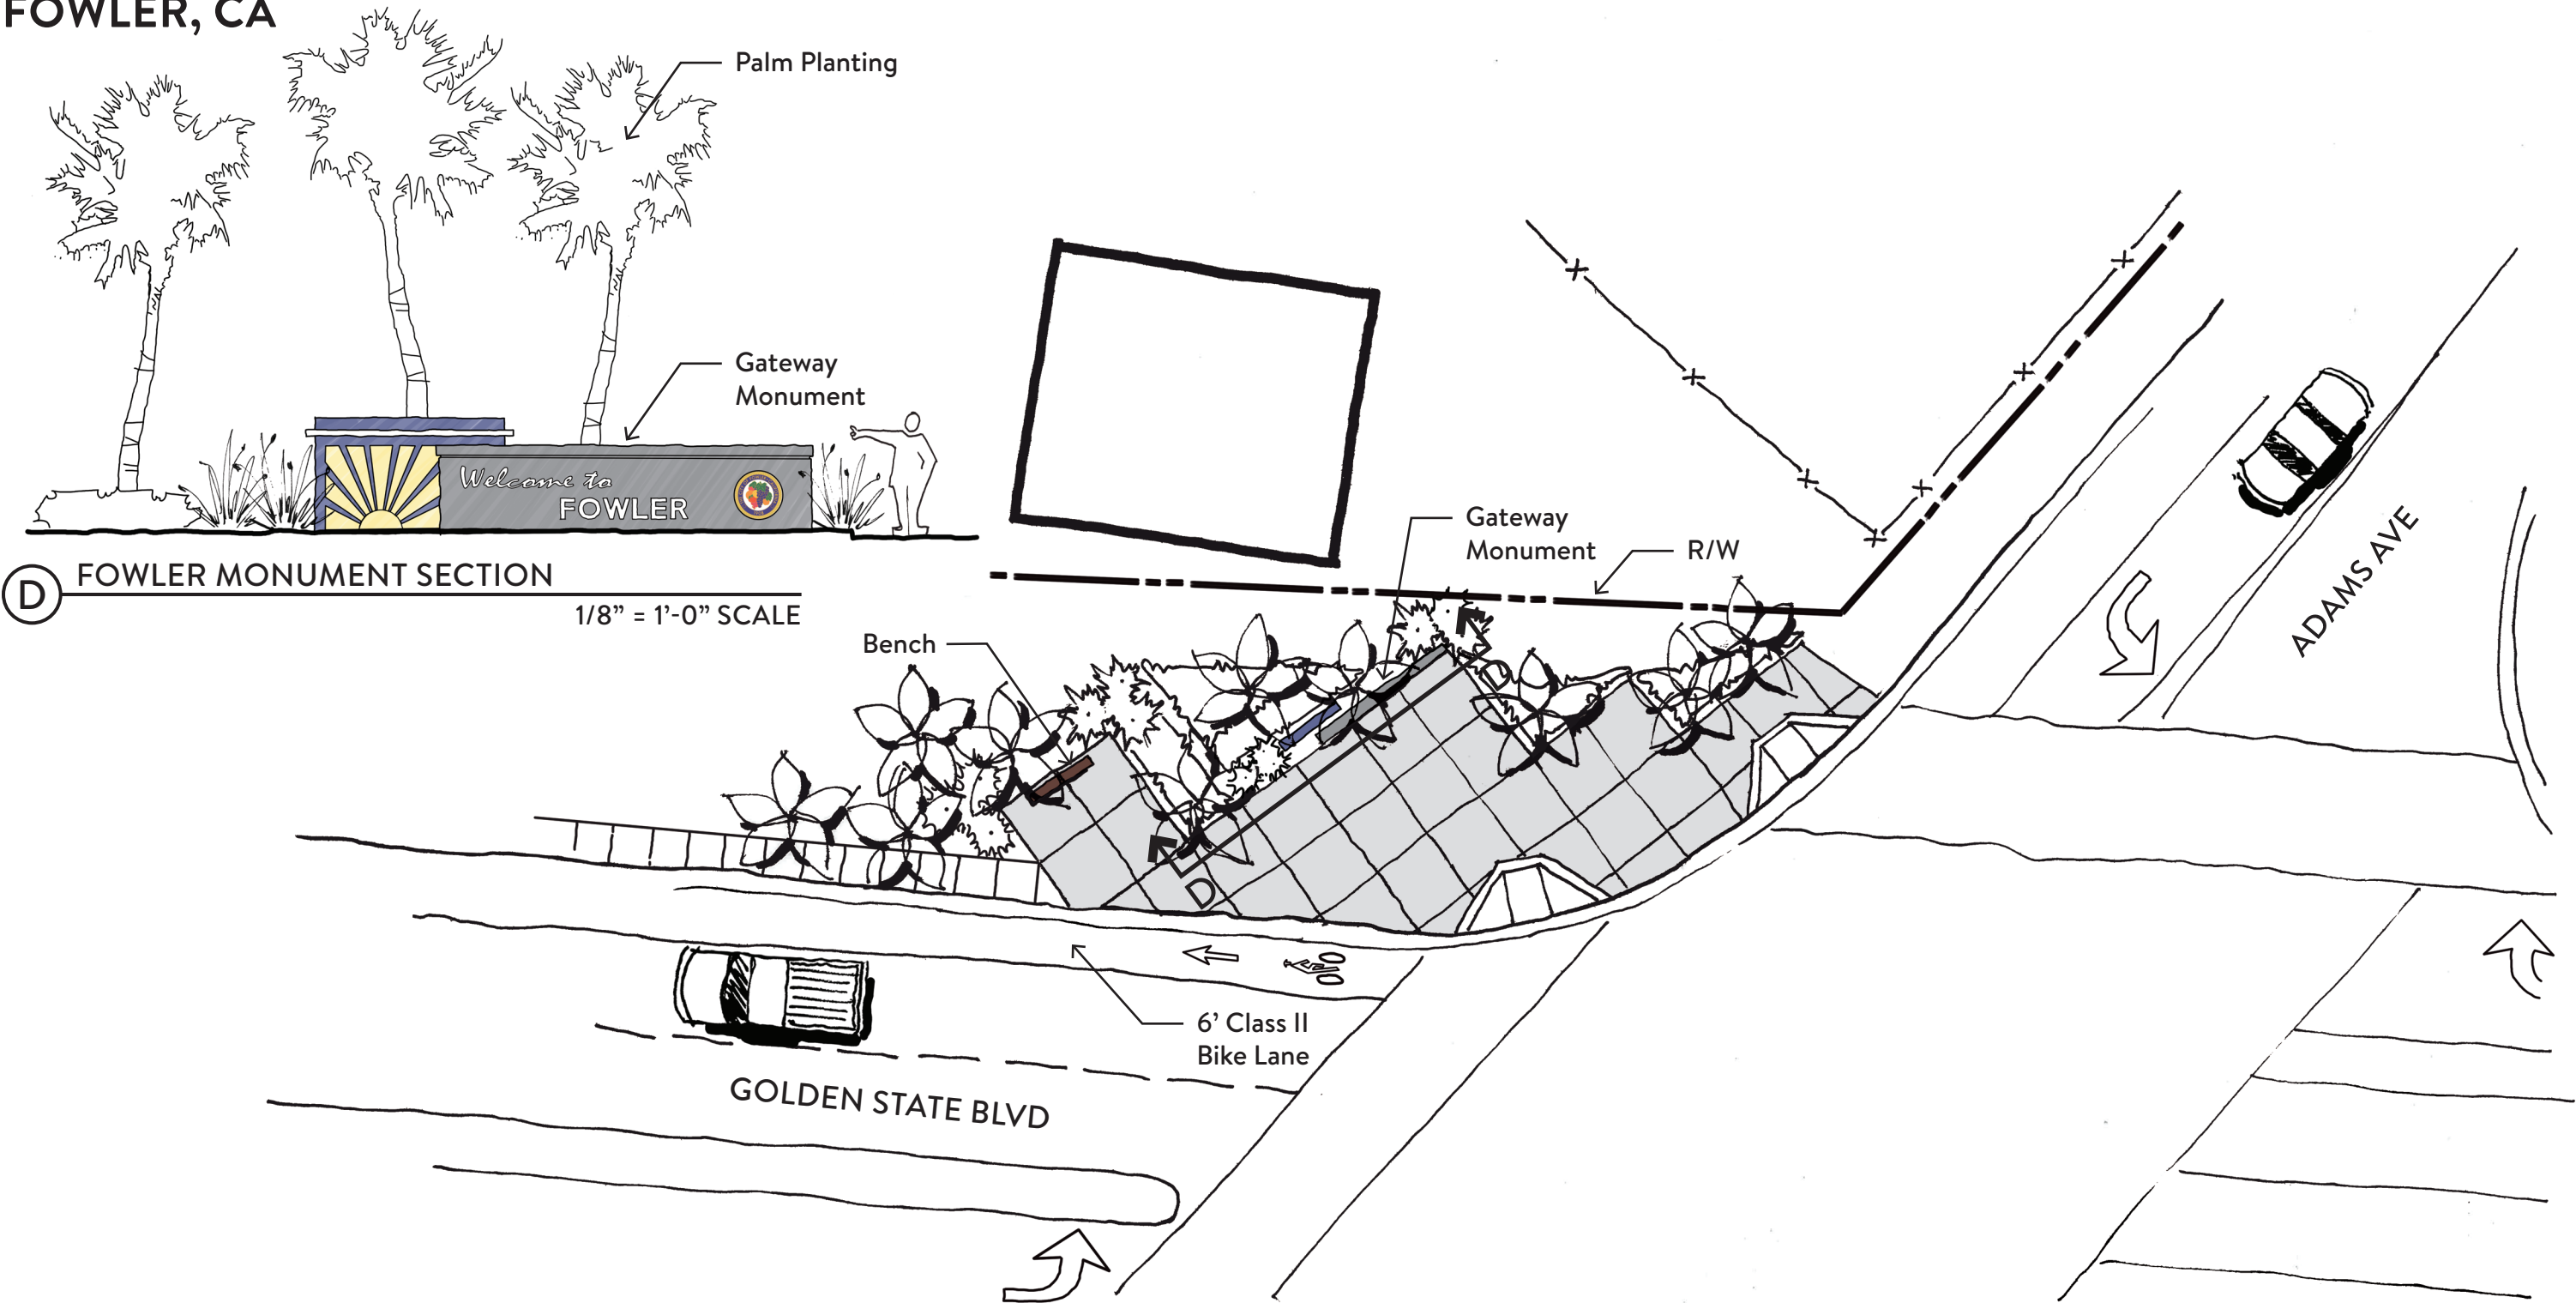 FOWLER, CA
Palm Planting
Gateway
Monument
Welcome to
FOWLER
D
FOWLER MONUMENT SECTION
1/8” = 1’-0” SCALE
Gateway
Monument
R/W
Bench
D
D
ADAMS AVE
6’ Class II
Bike Lane
GOLDEN STATE BLVD